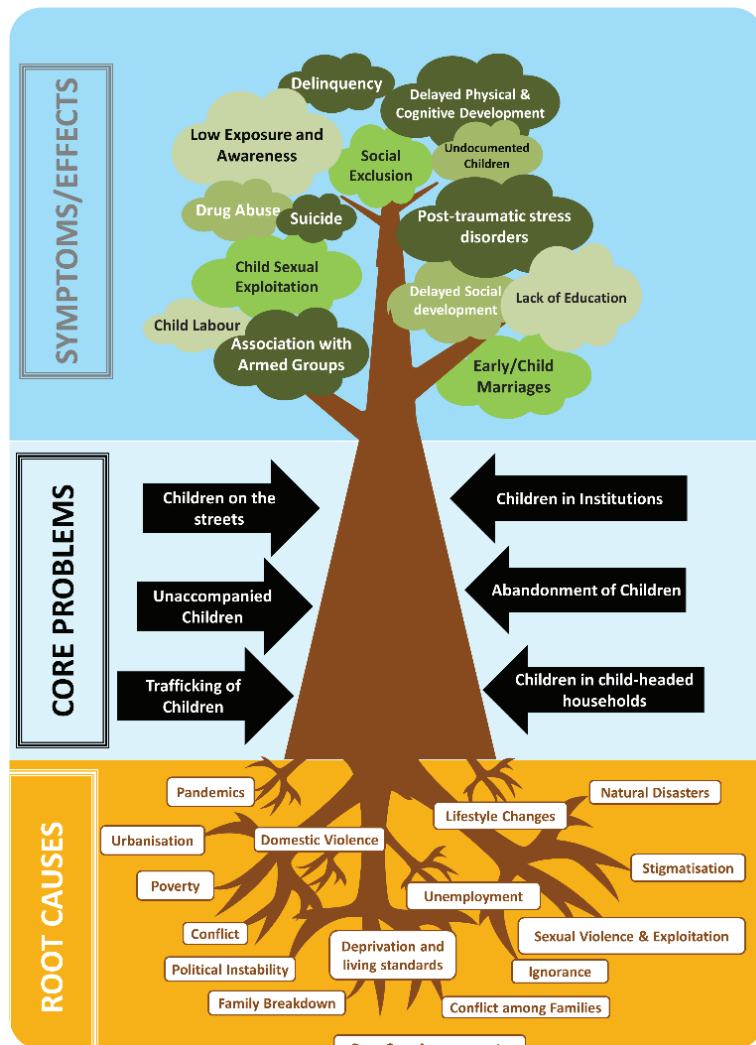 SYMPTOMS/EFFECTS
Delinquency
Delayed Physical &
Cognitive Development
Low Exposure and
Awareness
Social
Exclusion
Undocumented
Children
Drug Abuse
Suicide
Post-traumatic stress
disorders
Child Sexual
Exploitation
Delayed Social
development
Lack of Education
Child Labour
Association with
Armed Groups
Early/Child
Marriages
CORE PROBLEMS
Children on the
streets
Children in Institutions
Unaccompanied
Children
Abandonment of Children
Trafficking of
Children
Children in child-headed
households
ROOT CAUSES
Pandemics
Natural Disasters
Lifestyle Changes
Urbanisation
Domestic Violence
Stigmatisation
Poverty
Unemployment
Conflict
Sexual Violence & Exploitation
Deprivation and
living standards
Political Instability
Ignorance
Family Breakdown
Conflict among Families